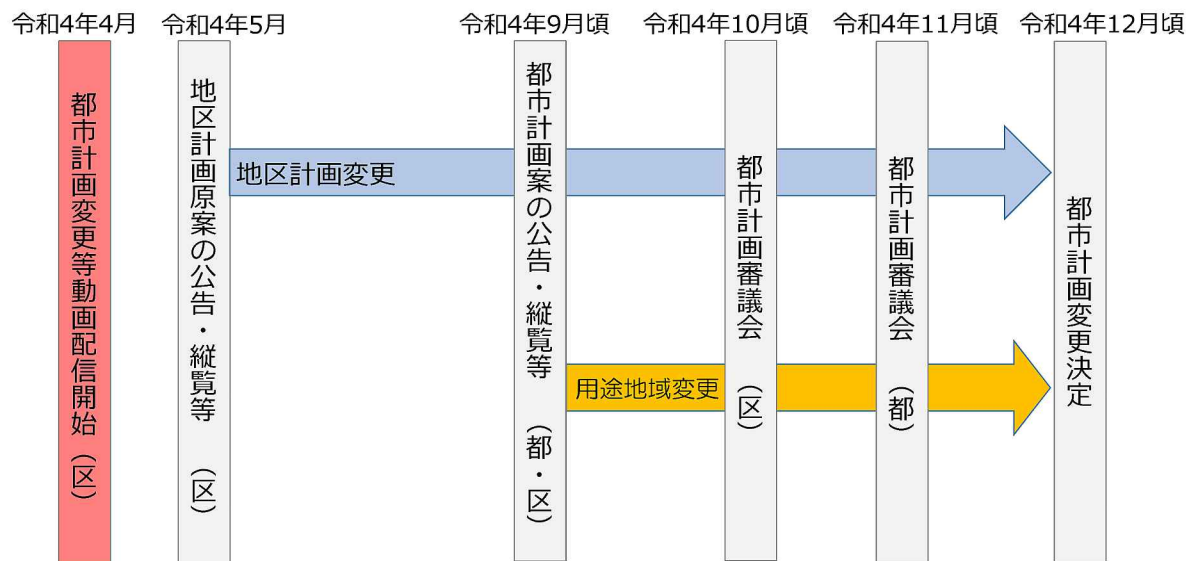 令和4年4月
令和4年5月
令和4年9月頃
令和4年10月頃
令和4年11月頃
令和4年12月頃
都市計画変更等動画配信開始（区）
地区計画原案の公告・縦覧等　（区）
地区計画変更
都市計画案の公告・縦覧等　（都・区）
用途地域変更
都市計画審議会　（区）
都市計画審議会　（都）
都市計画変更決定